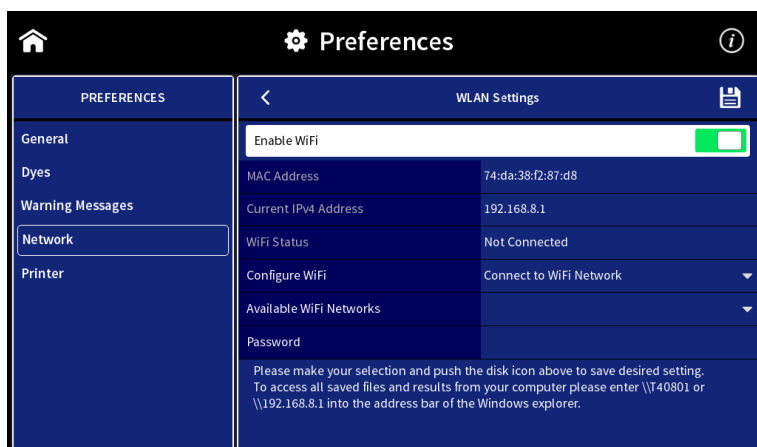 Preferences
PREFERENCES
General
Dyes
Warning Messages
Network
Printer
WLAN Settings
Enable WiFi
MAC Address 74:da:38:f2:87:d8
Current IPv4 Address 192.168.8.1
WiFi Status Not Connected
Configure WiFi Connect to WiFi Network
Available WiFi Networks
Password
Please make your selection and push the disk icon above to save desired setting.
To access all saved files and results from your computer please enter \\T40801 or
\\192.168.8.1 into the address bar of the Windows explorer.